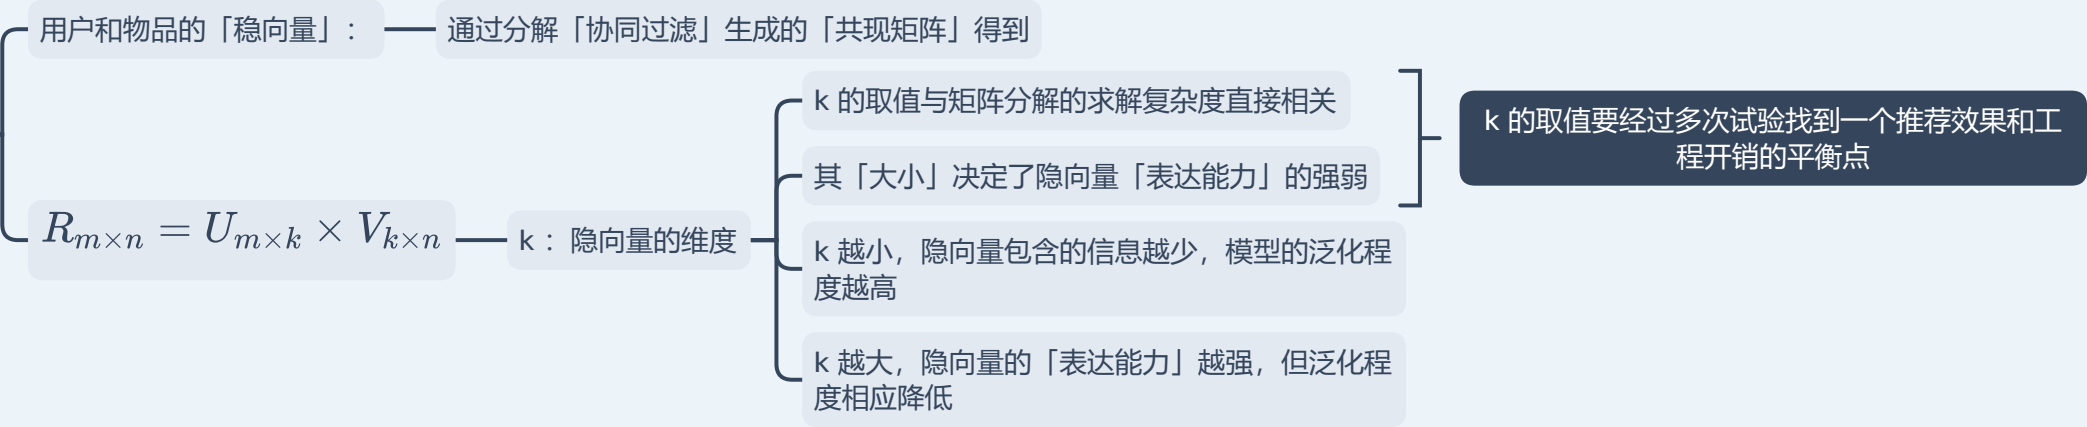 用户和物品的「稳向量」：
通过分解「协同过滤」生成的「共现矩阵」得到
R_{m×n} = U_{m×k} × V_{k×n}
k ：隐向量的维度
k 的取值与矩阵分解的求解复杂度直接相关
其「大小」决定了隐向量「表达能力」的强弱
k 的取值要经过多次试验找到一个推荐效果和工
程开销的平衡点
k 越小，隐向量包含的信息越少，模型的泛化程
度越高
k 越大，隐向量的「表达能力」越强，但泛化程
度相应降低